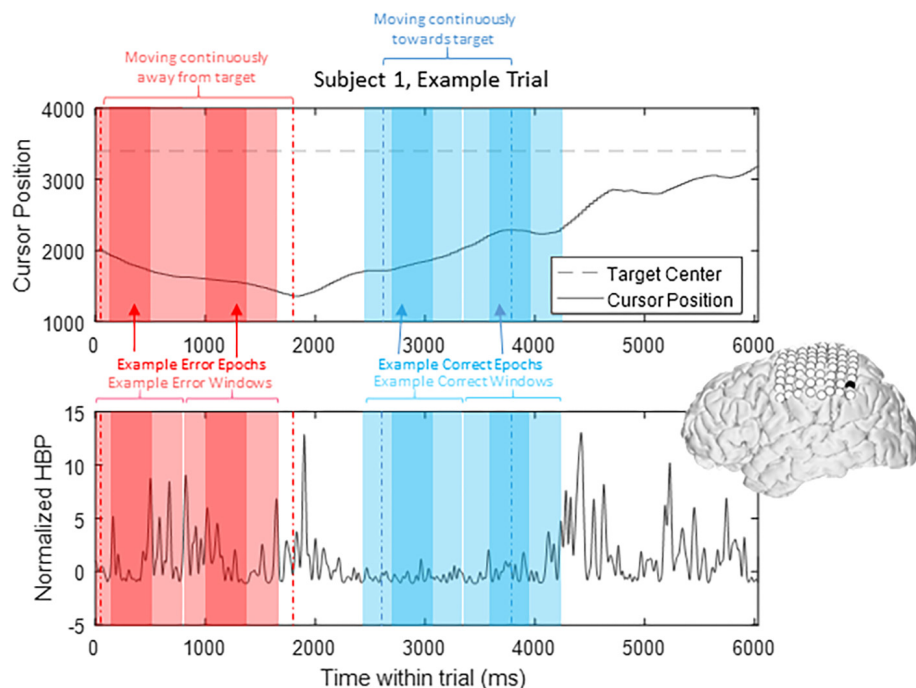 Moving continuously
towards target
Moving continuously
away from target
Subject 1, Example Trial
4000
3000
2000
1000
Cursor Position
Target Center
Cursor Position
0 1000 2000 3000 4000 5000 6000
Example Error Epochs
Example Error Windows
Example Correct Epochs
Example Correct Windows
15
10
5
0
-5
Normalized HBP
0 1000 2000 3000 4000 5000 6000
Time within trial (ms)